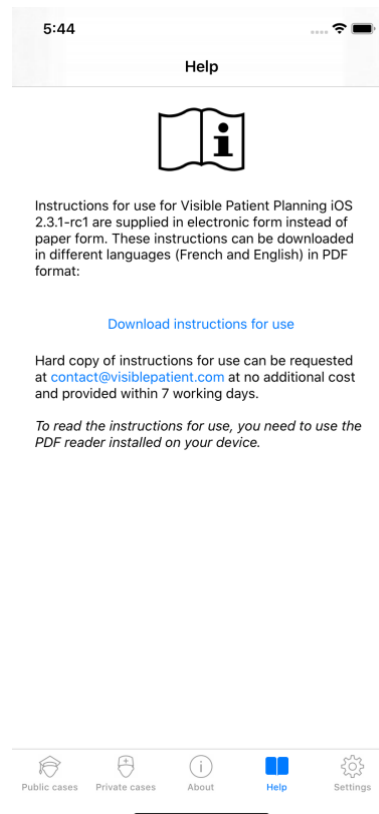 5:44
Help
Instructions for use for Visible Patient Planning iOS
2.3.1-rc1 are supplied in electronic form instead of
paper form. These instructions can be downloaded
in different languages (French and English) in PDF
format:
Download instructions for use
Hard copy of instructions for use can be requested
at contact@visiblepatient.com at no additional cost
and provided within 7 working days.
To read the instructions for use, you need to use the
PDF reader installed on your device.
Public cases Private cases About Help Settings